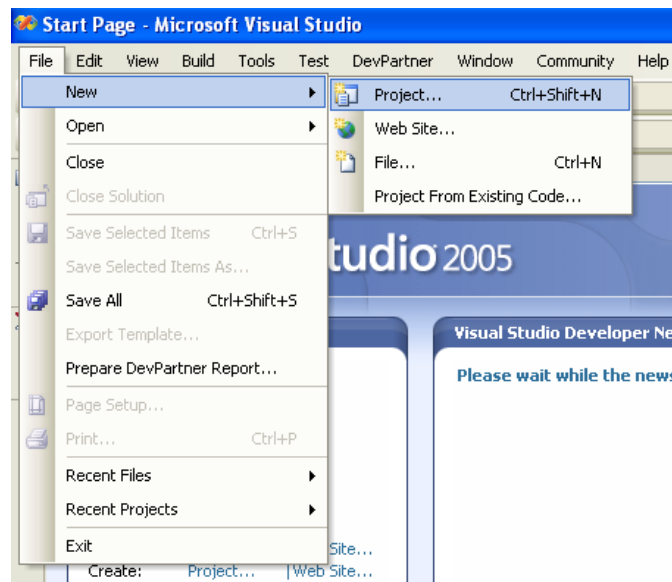 Start Page - Microsoft Visual Studio
File Edit View Build Tools Test DevPartner Window Community Help
New
Project... Ctrl+Shift+N
Open
Web Site...
Close
File... Ctrl+N
Close Solution
Project From Existing Code...
Save Selected Items Ctrl+S
Save Selected Items As...
tudio 2005
Save All Ctrl+Shift+S
Export Template...
Visual Studio Developer Ne
Prepare DevPartner Report...
Please wait while the news
Page Setup...
Print... Ctrl+P
Recent Files
Recent Projects
Exit
Site...
Create: Project... | Web Site...